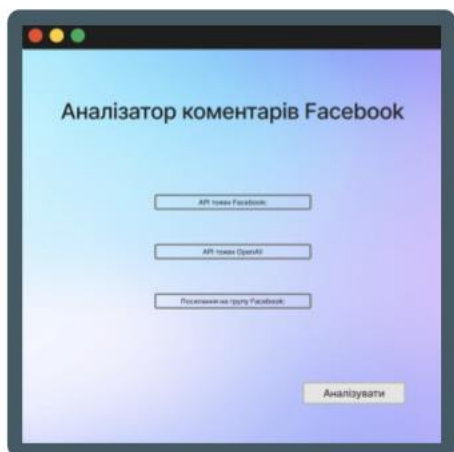 Аналізатор коментарів Facebook
API токен Facebook:
API токен OpenAI:
Посилання на групу Facebook:
Аналізувати